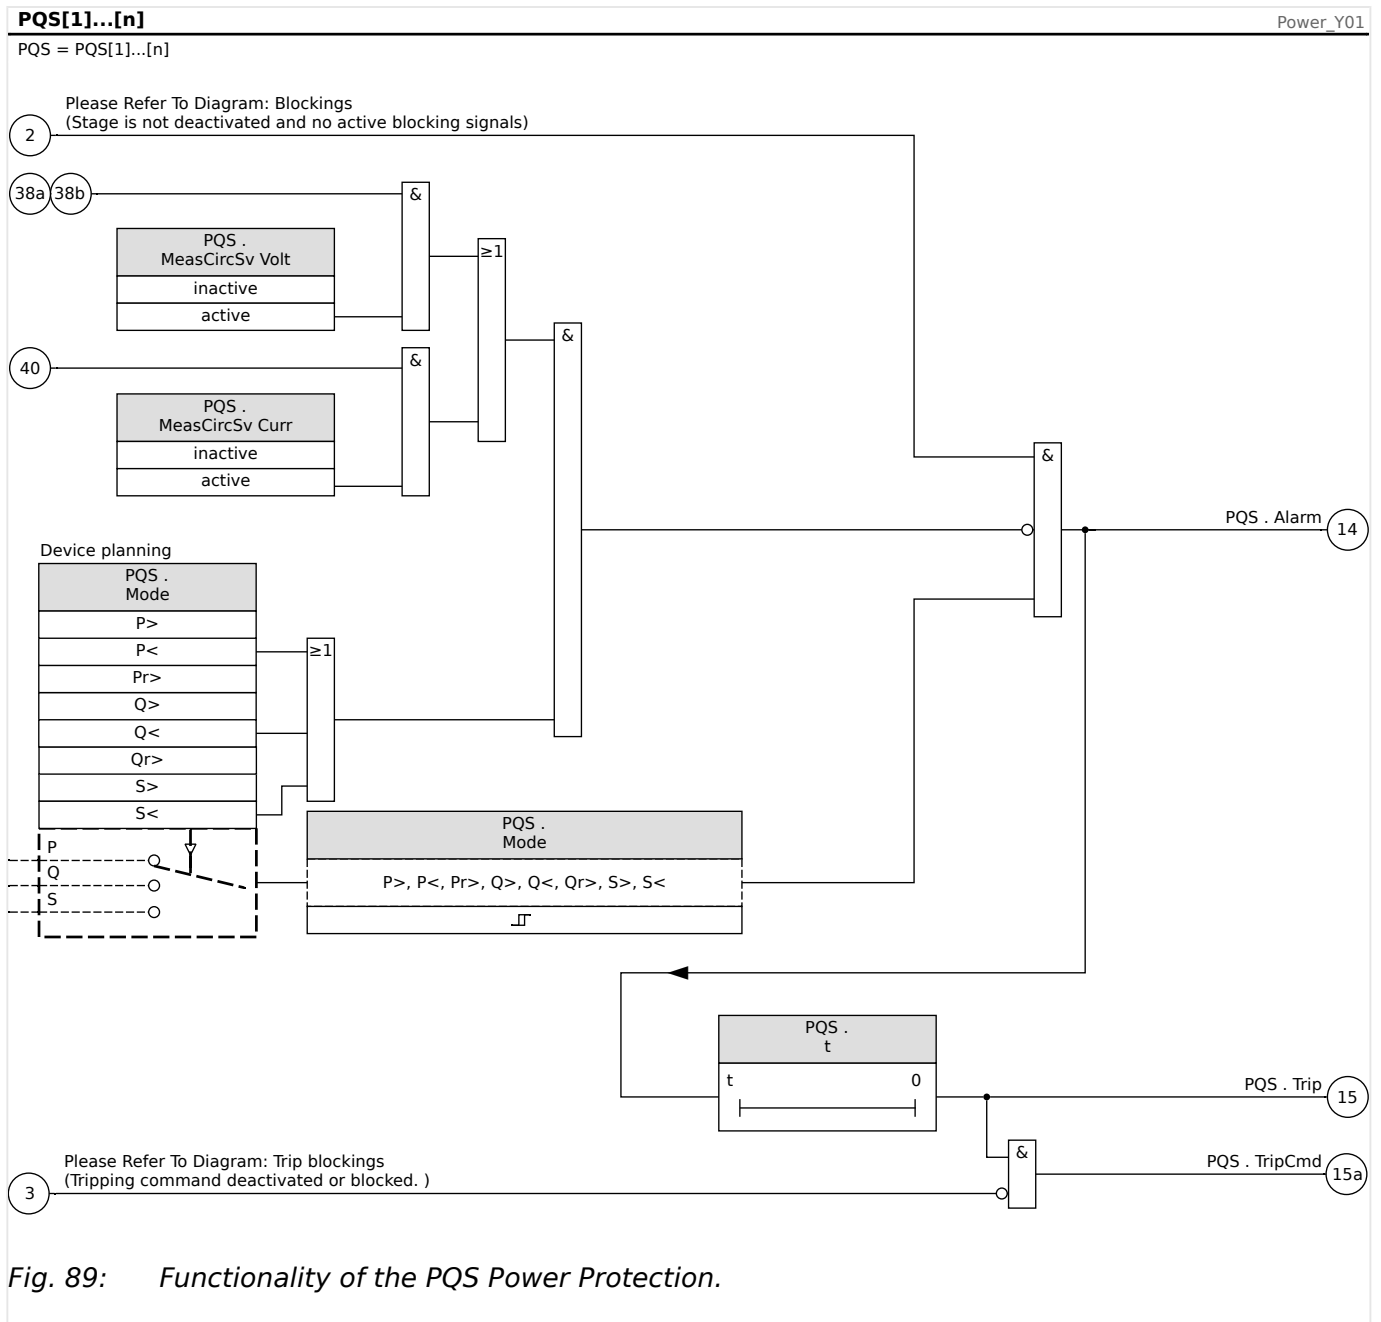 PQS[1]...[n]
Power_Y01
PQS = PQS[1]...[n]
Please Refer To Diagram: Blockings
(Stage is not deactivated and no active blocking signals)
2
38a 38b
&
PQS .
MeasCircSv Volt
inactive
active
≥1
&
40
&
PQS .
MeasCircSv Curr
inactive
active
&
PQS . Alarm
14
Device planning
PQS .
Mode
P>
P<
Pr>
Q>
Q<
Qr>
S>
S<
≥1
P
Q
S
PQS .
Mode
P>, P<, Pr>, Q>, Q<, Qr>, S>, S<
PQS .
t
t 0
PQS . Trip
15
&
PQS . TripCmd
15a
Please Refer To Diagram: Trip blockings
(Tripping command deactivated or blocked. )
3
Fig. 89: Functionality of the PQS Power Protection.